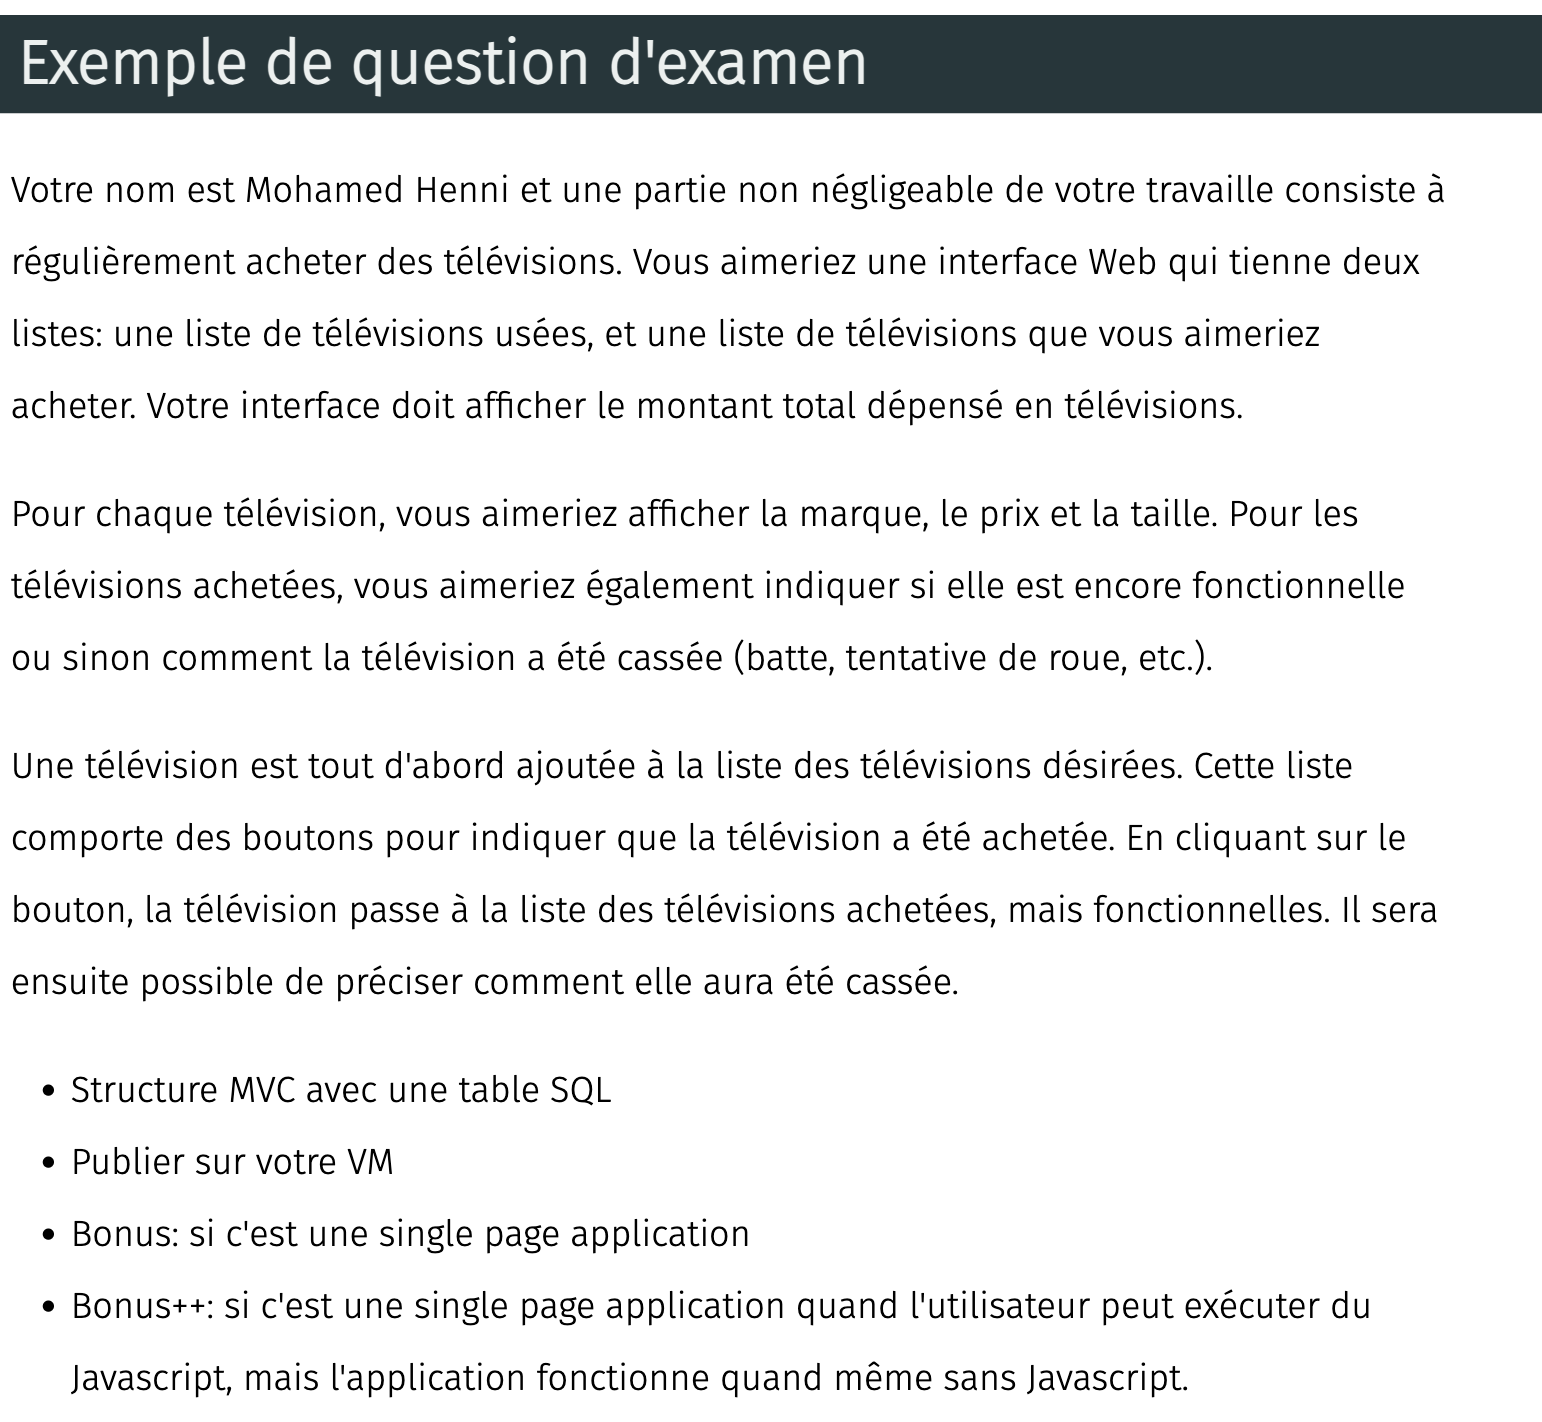 Exemple de question d'examen
Votre nom est Mohamed Henni et une partie non négligeable de votre travaille consiste à
régulièrement acheter des télévisions. Vous aimeriez une interface Web qui tienne deux
listes: une liste de télévisions usées, et une liste de télévisions que vous aimeriez
acheter. Votre interface doit afficher le montant total dépensé en télévisions.
Pour chaque télévision, vous aimeriez afficher la marque, le prix et la taille. Pour les
télévisions achetées, vous aimeriez également indiquer si elle est encore fonctionnelle
ou sinon comment la télévision a été cassée (batte, tentative de roue, etc.).
Une télévision est tout d'abord ajoutée à la liste des télévisions désirées. Cette liste
comporte des boutons pour indiquer que la télévision a été achetée. En cliquant sur le
bouton, la télévision passe à la liste des télévisions achetées, mais fonctionnelles. Il sera
ensuite possible de préciser comment elle aura été cassée.
• Structure MVC avec une table SQL
• Publier sur votre VM
• Bonus: si c'est une single page application
• Bonus++: si c'est une single page application quand l'utilisateur peut exécuter du
Javascript, mais l'application fonctionne quand même sans Javascript.